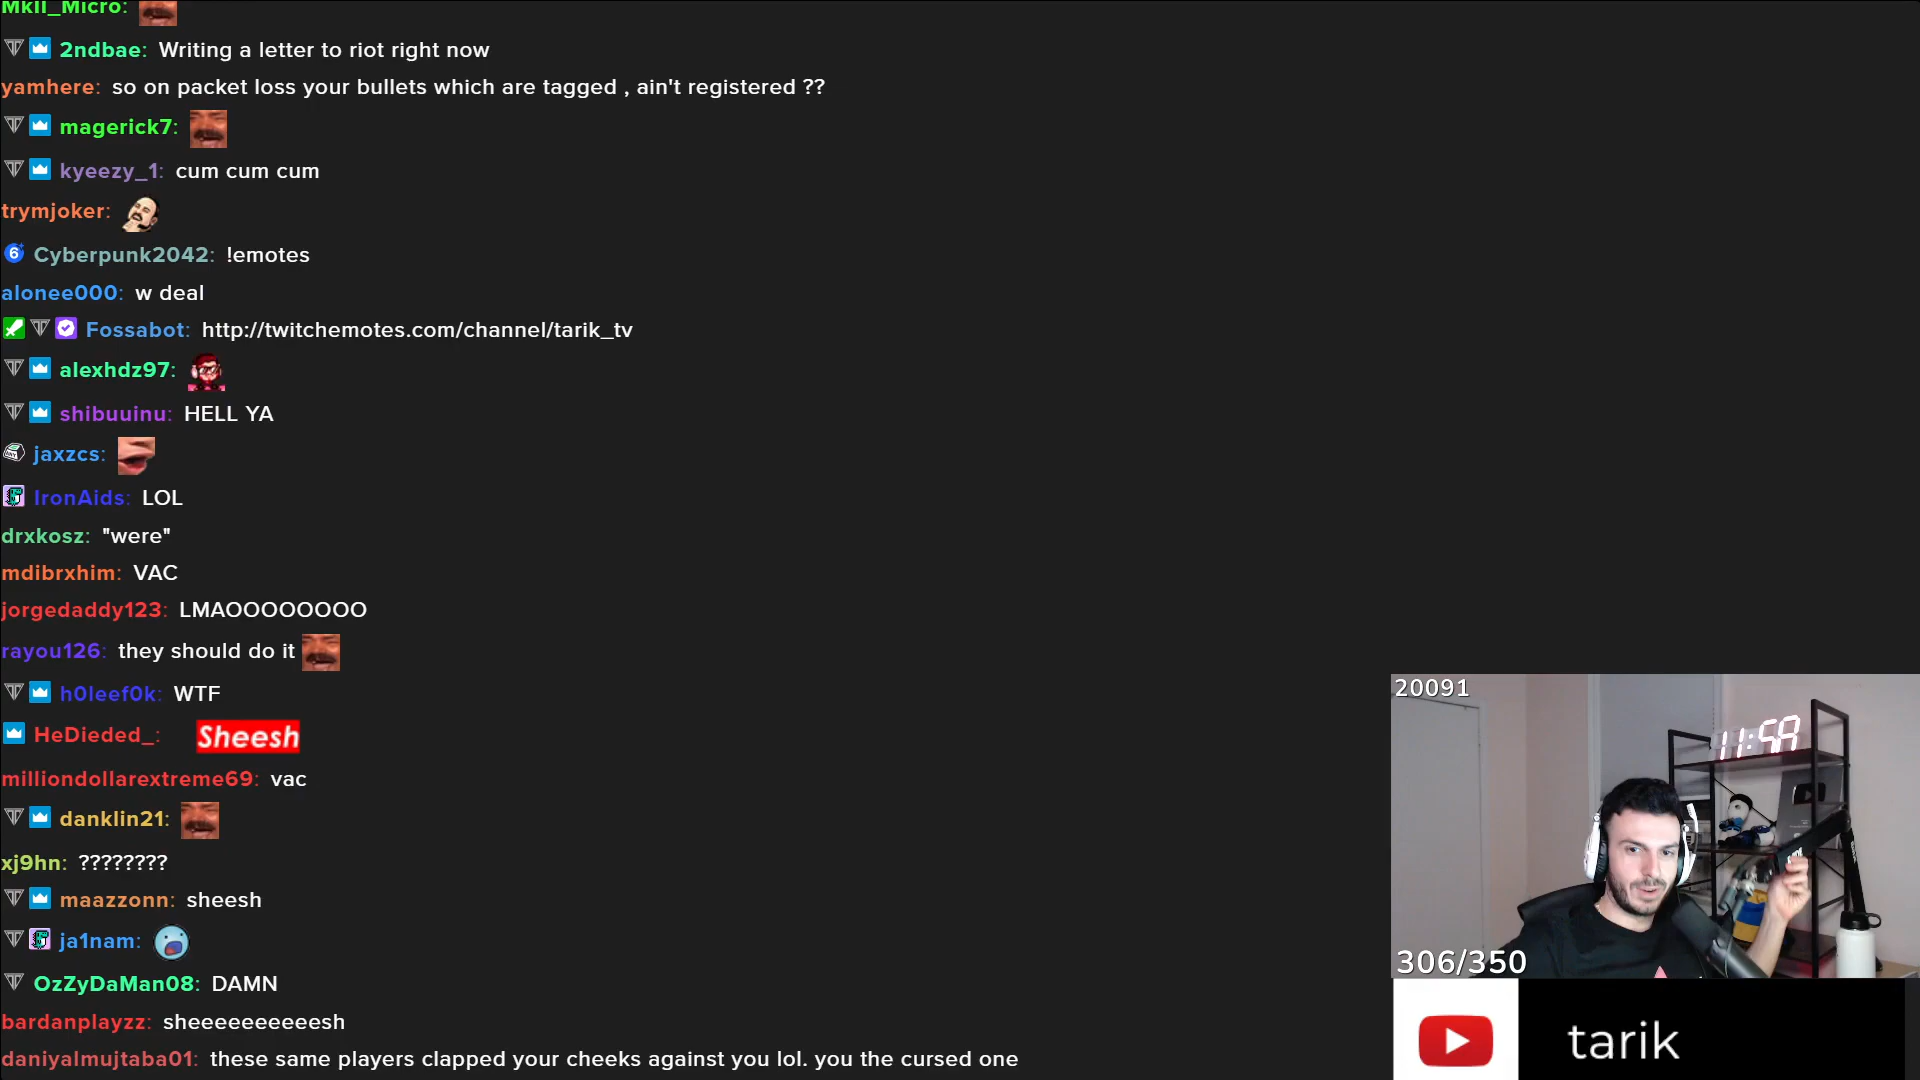 MkII_Micro:
2ndbae: Writing a letter to riot right now
yamhere: so on packet loss your bullets which are tagged , ain't registered ??
magerick7:
kyeezy_1: cum cum cum
trymjoker:
6 Cyberpunk2042: !emotes
alonee000: w deal
Fossabot: http://twitchemotes.com/channel/tarik_tv
alexhdz97:
shibuuinu: HELL YA
jaxzcs:
IronAids: LOL
drxkosz: "were"
mdibrxhim: VAC
jorgedaddy123: LMAOOOOOOOO
rayou126: they should do it
h0leef0k: WTF
HeDieded_: Sheesh
milliondollarextreme69: vac
danklin21:
xj9hn: ????????
maazzonn: sheesh
ja1nam:
OzZyDaMan08: DAMN
bardanplayzz: sheeeeeeeeeesh
daniyalmujtaba01: these same players clapped your cheeks against you lol. you the cursed one
20091
11:59
306/350
tarik